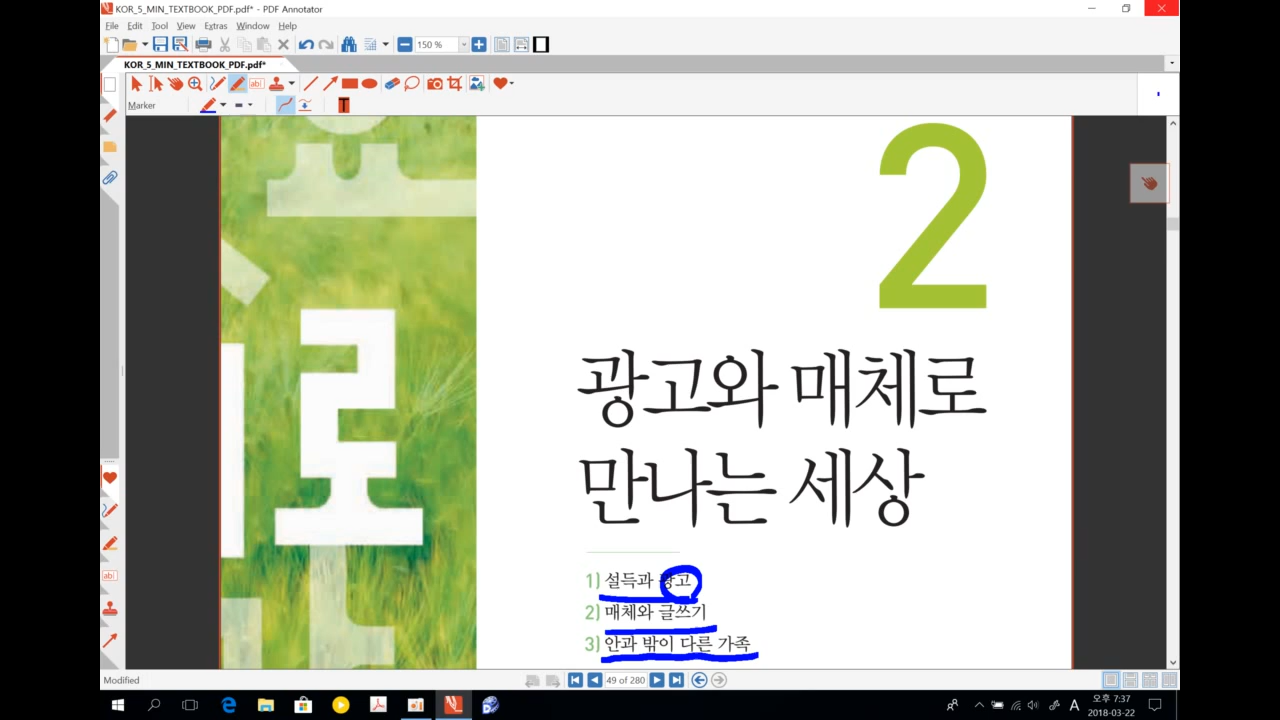 KOR_5_MIN_TEXTBOOK_PDF.pdf* - PDF Annotator
File Edit Tool View Extras Window Help
150 %
KOR_5_MIN_TEXTBOOK_PDF.pdf*
abl
Marker
T
2
광고와 매체로
만나는 세상
1) 설득과 광고
2) 매체와 글쓰기
3) 안과 밖이 다른 가족
abl
Modified
49 of 280
A
오후 7:37
2018-03-22